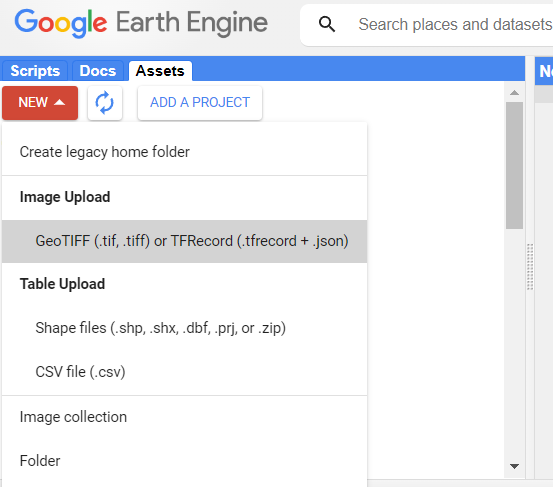 Google Earth Engine
Search places and datasets
Scripts Docs Assets
NEW ADD A PROJECT
Create legacy home folder
Image Upload
GeoTIFF (.tif, .tiff) or TFRecord (.tfrecord + .json)
Table Upload
Shape files (.shp, .shx, .dbf, .prj, or .zip)
CSV file (.csv)
Image collection
Folder